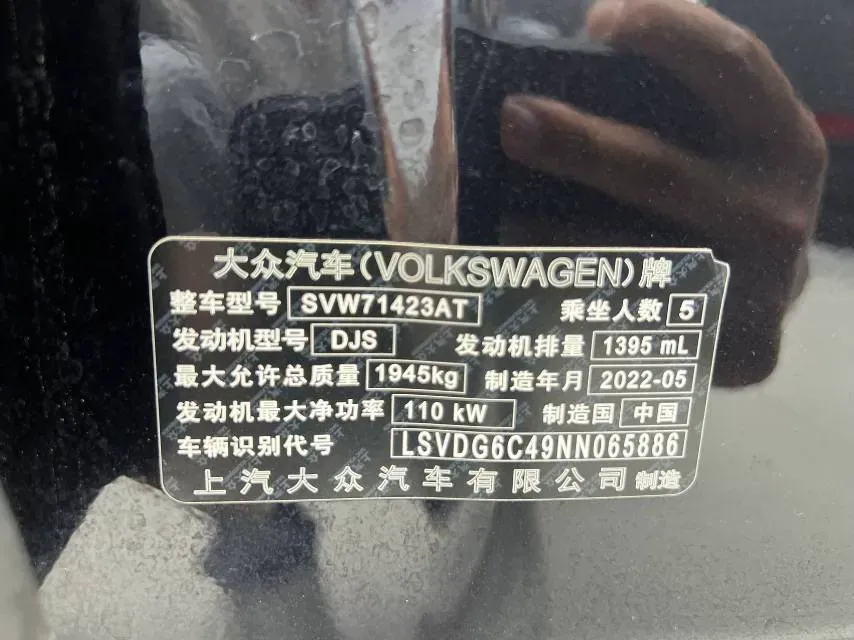 大众汽车(VOLKSWAGEN)牌
整车型号 SVW71423AT 乘坐人数 5
发动机型号 DJS 发动机排量 1395 mL
最大允许总质量 1945kg 制造年月 2022-05
发动机最大净功率 110 kW 制造国 中国
车辆识别代号 LSVDG6C49NN065886
上汽大众汽车有限公司 制造